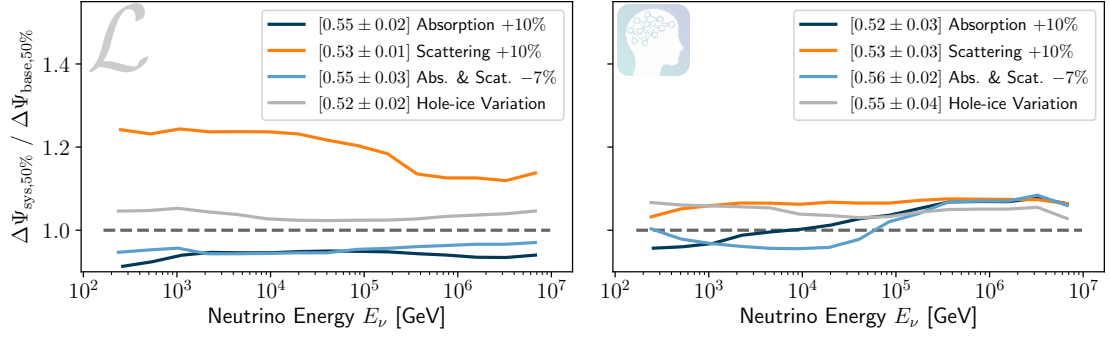 ℒ
[0.55 ± 0.02] Absorption +10%
[0.53 ± 0.01] Scattering +10%
[0.55 ± 0.03] Abs. & Scat. −7%
[0.52 ± 0.02] Hole-ice Variation
ΔΨsys,50% / ΔΨbase,50%
1.4
1.2
1.0
10²
10³
10⁴
10⁵
10⁶
10⁷
Neutrino Energy Eν [GeV]
[0.52 ± 0.03] Absorption +10%
[0.53 ± 0.03] Scattering +10%
[0.56 ± 0.02] Abs. & Scat. −7%
[0.55 ± 0.04] Hole-ice Variation
10²
10³
10⁴
10⁵
10⁶
10⁷
Neutrino Energy Eν [GeV]